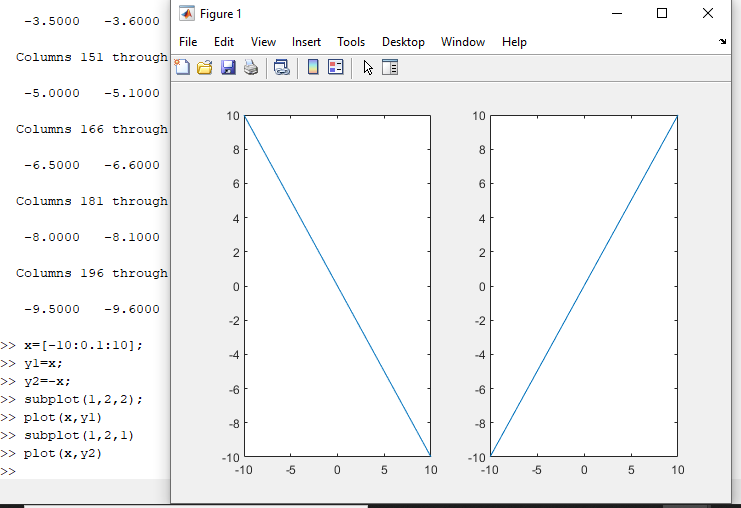 -3.5000   -3.6000
Columns 151 through
-5.0000   -5.1000
Columns 166 through
-6.5000   -6.6000
Columns 181 through
-8.0000   -8.1000
Columns 196 through
-9.5000   -9.6000
>> x=[-10:0.1:10];
>> y1=x;
>> y2=-x;
>> subplot(1,2,2);
>> plot(x,y1)
>> subplot(1,2,1)
>> plot(x,y2)
>>
Figure 1
File Edit View Insert Tools Desktop Window Help
10
8
6
4
2
0
-2
-4
-6
-8
-10
-10 -5 0 5 10
10
8
6
4
2
0
-2
-4
-6
-8
-10
-10 -5 0 5 10